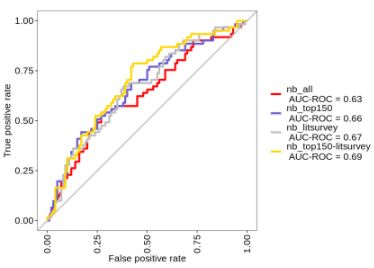 1.00
0.75
0.50
0.25
0.00
True positive rate
0.00
0.25
0.50
0.75
1.00
False positive rate
nb_all
AUC-ROC = 0.63
nb_top150
AUC-ROC = 0.66
nb_litsurvey
AUC-ROC = 0.67
nb_top150-litsurvey
AUC-ROC = 0.69